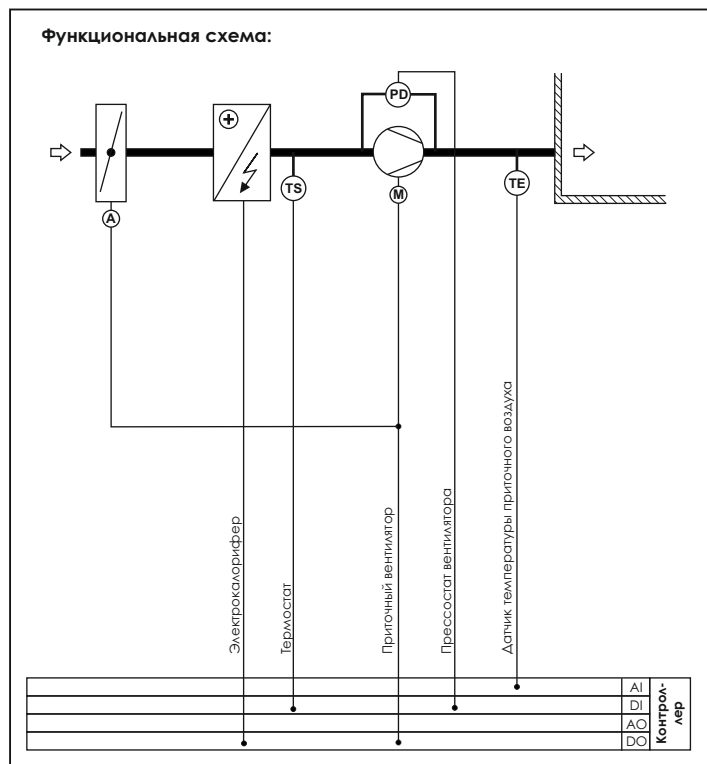 Функциональная схема:
PD
TS
M
TE
A
Электрокалорифер
Термостат
Приточный вентилятор
Прессостат вентилятора
Датчик температуры приточного воздуха
AI
DI
AO
DO
Контрол-
лер